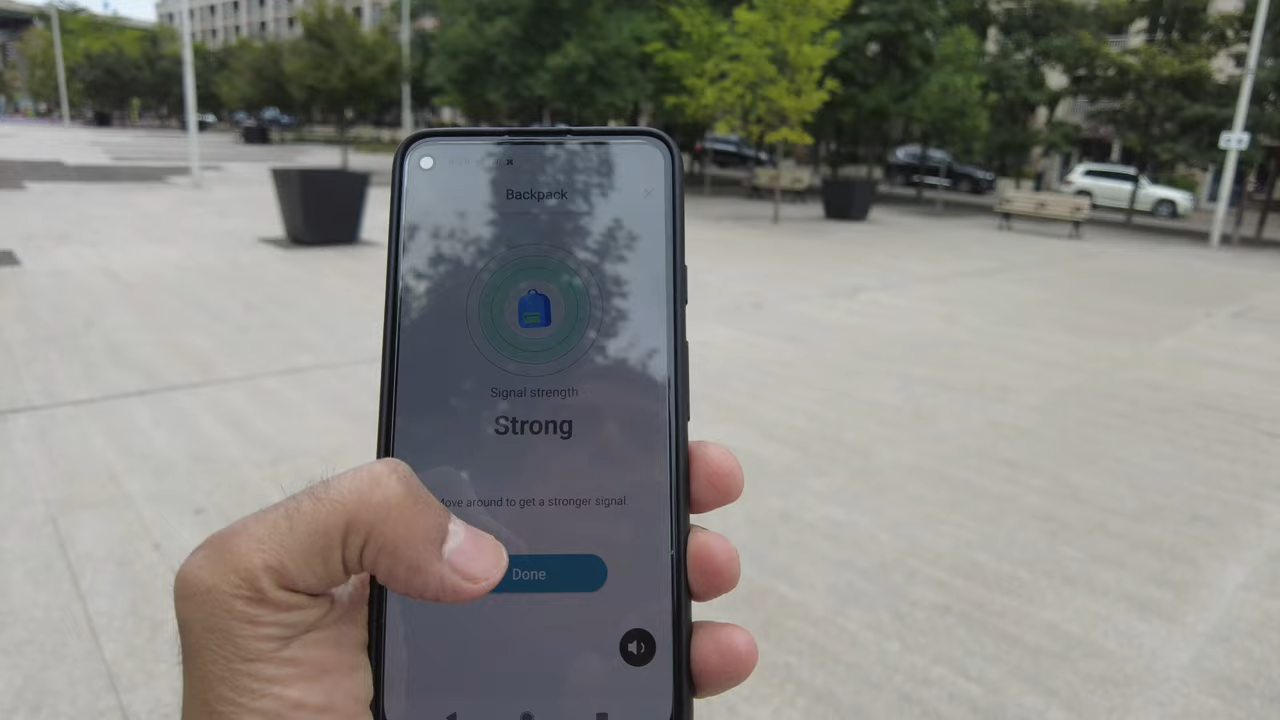 Backpack
Signal strength
Strong
Move around to get a stronger signal.
Done